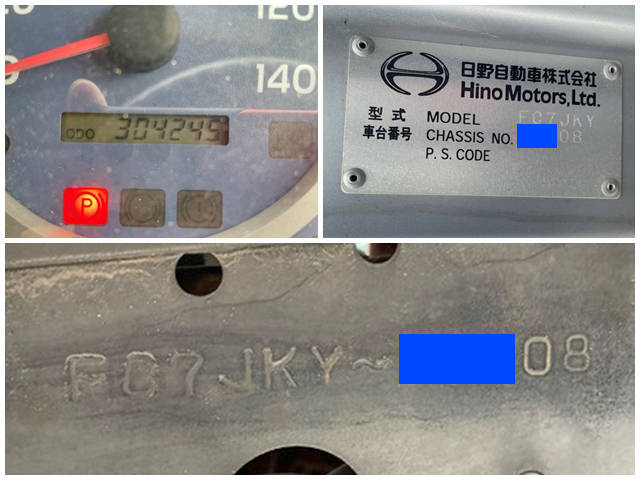 120
140
ODO 304245
P
日野自動車株式会社
Hino Motors, Ltd.
型式 MODEL FC7JKY
車台番号 CHASSIS NO. 08
P.S.CODE
FC7JKY~ 08